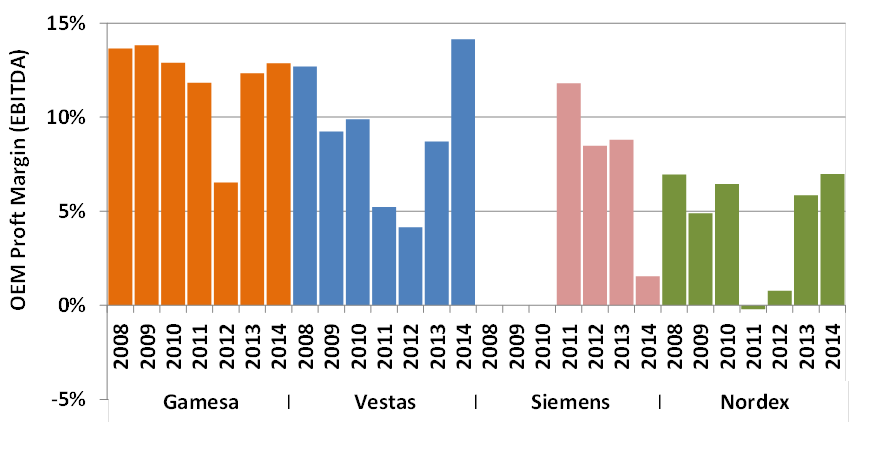 OEM Proft Margin (EBITDA)
15%
10%
5%
0%
-5%
2008 2009 2010 2011 2012 2013 2014 2008 2009 2010 2011 2012 2013 2014 2008 2009 2010 2011 2012 2013 2014 2008 2009 2010 2011 2012 2013 2014
Gamesa Vestas Siemens Nordex